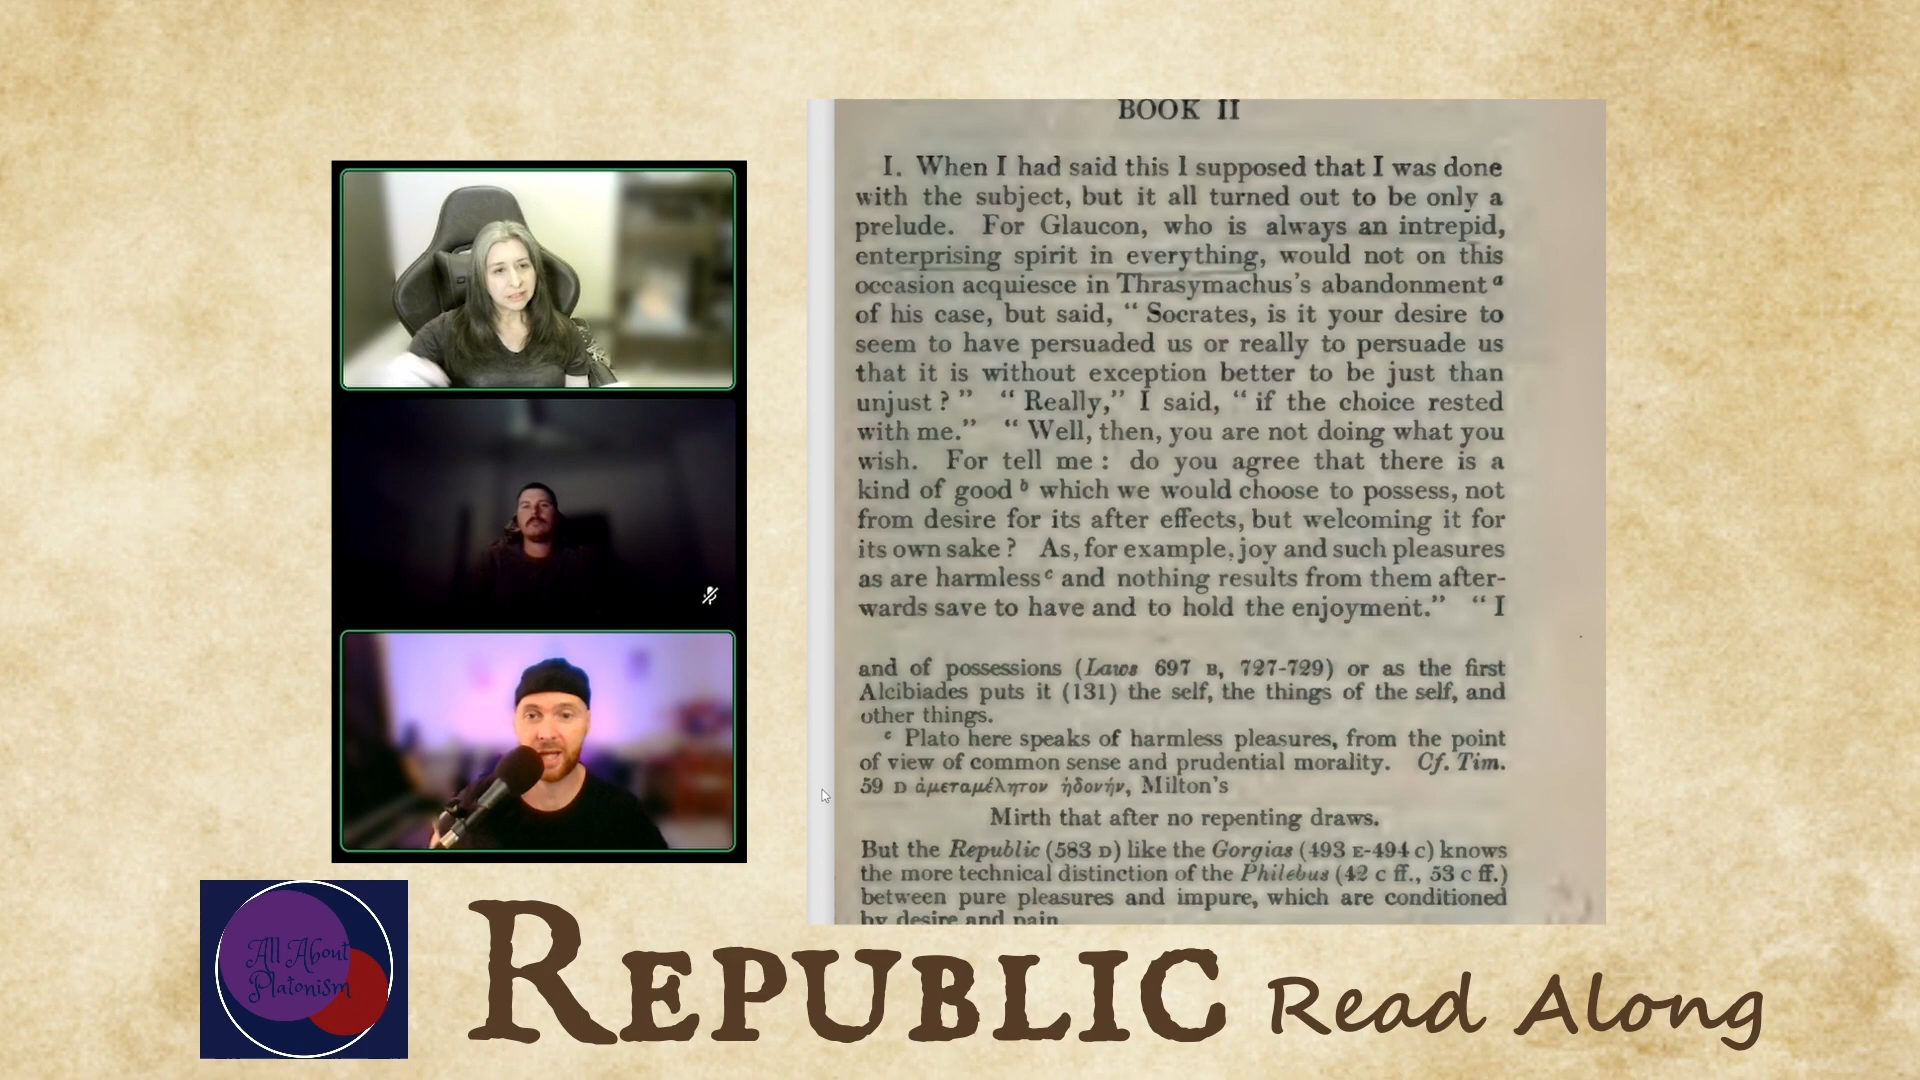 BOOK II
I. When I had said this I supposed that I was done
with the subject, but it all turned out to be only a
prelude. For Glaucon, who is always an intrepid,
enterprising spirit in everything, would not on this
occasion acquiesce in Thrasymachus's abandonment a
of his case, but said, “ Socrates, is it your desire to
seem to have persuaded us or really to persuade us
that it is without exception better to be just than
unjust ? ” “ Really,” I said, “ if the choice rested
with me.” “ Well, then, you are not doing what you
wish. For tell me : do you agree that there is a
kind of good b which we would choose to possess, not
from desire for its after effects, but welcoming it for
its own sake ? As, for example, joy and such pleasures
as are harmless c and nothing results from them after-
wards save to have and to hold the enjoyment.” “ I
and of possessions (Laws 697 B, 727-729) or as the first
Alcibiades puts it (131) the self, the things of the self, and
other things.
c Plato here speaks of harmless pleasures, from the point
of view of common sense and prudential morality. Cf. Tim.
59 D ἀμεταμέλητον ἡδονήν, Milton's
Mirth that after no repenting draws.
But the Republic (583 D) like the Gorgias (493 E-494 C) knows
the more technical distinction of the Philebus (42 C ff., 53 C ff.)
between pure pleasures and impure, which are conditioned
by desire and pain.
All About
Platonism
REPUBLIC Read Along